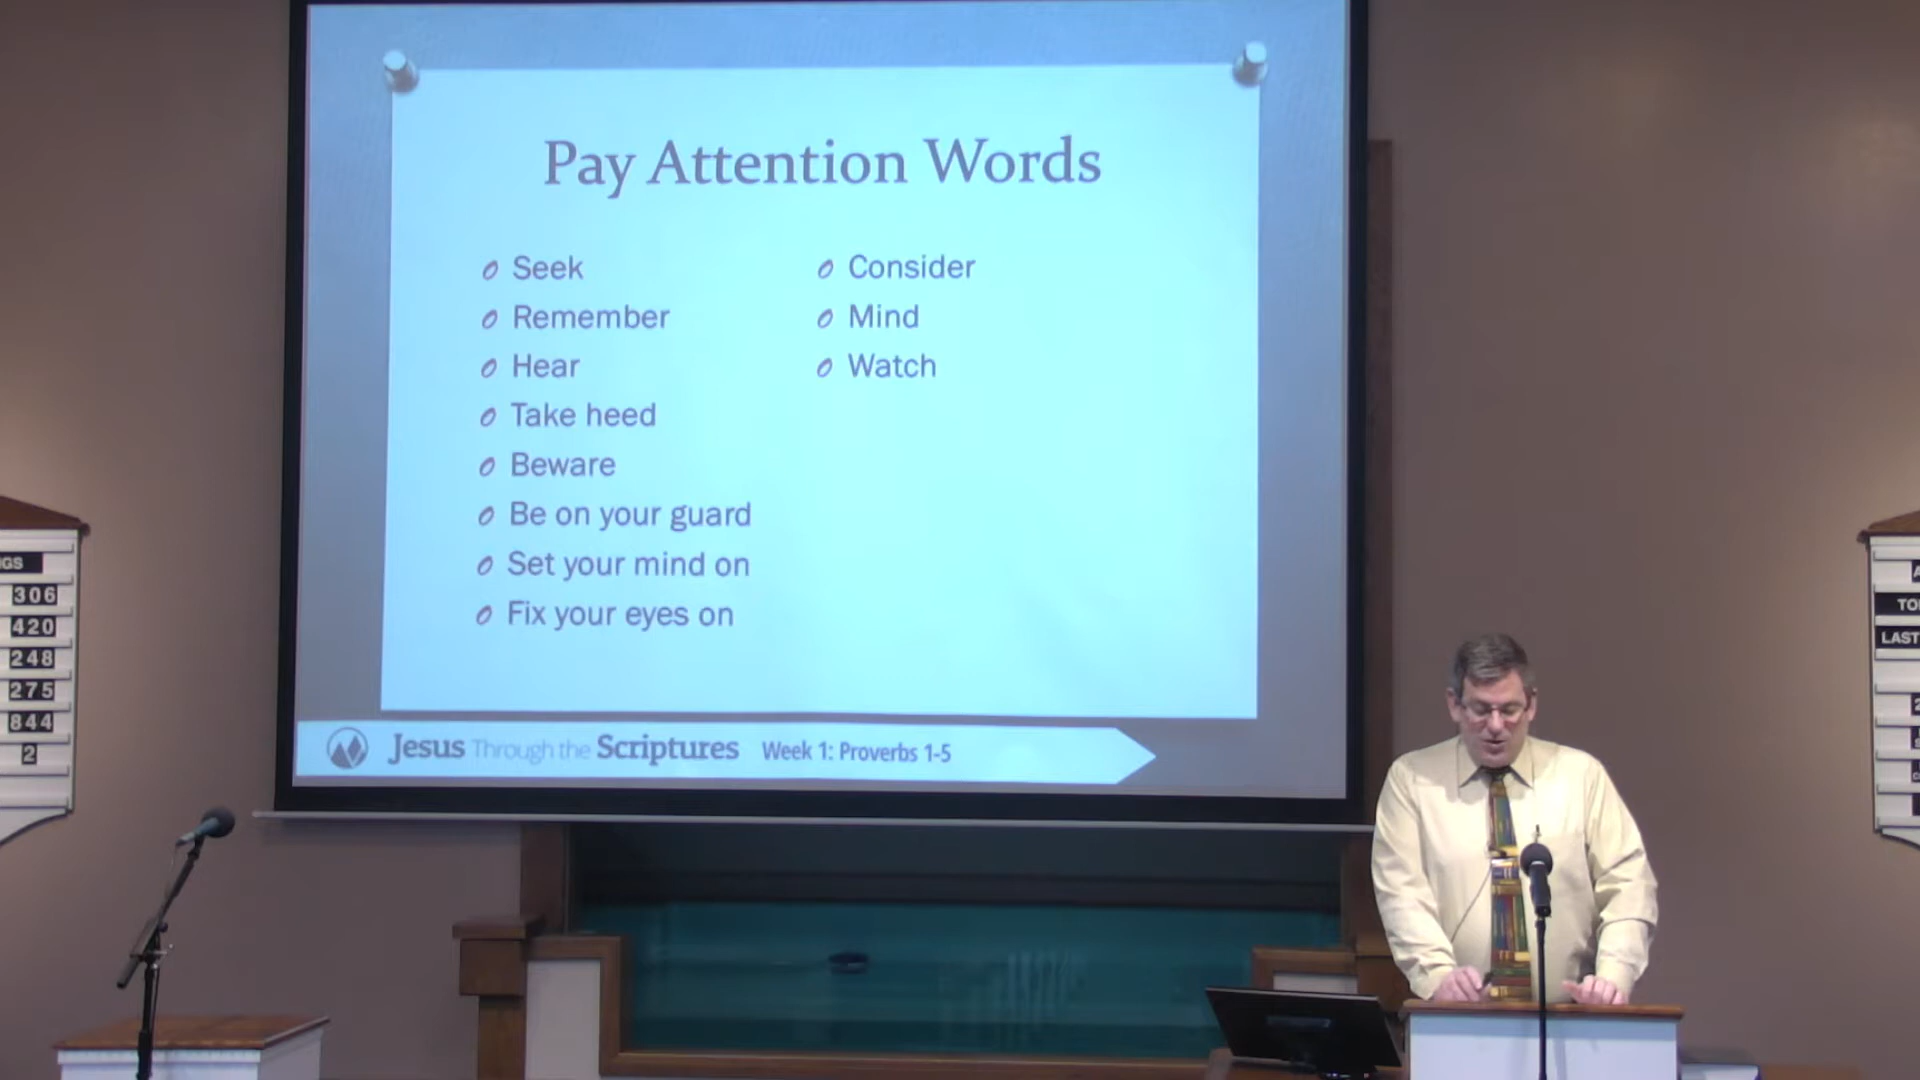 Pay Attention Words
Seek
Remember
Hear
Take heed
Beware
Be on your guard
Set your mind on
Fix your eyes on
Consider
Mind
Watch
Jesus Through the Scriptures Week 1: Proverbs 1-5
GS
306
420
248
275
844
2
LAST